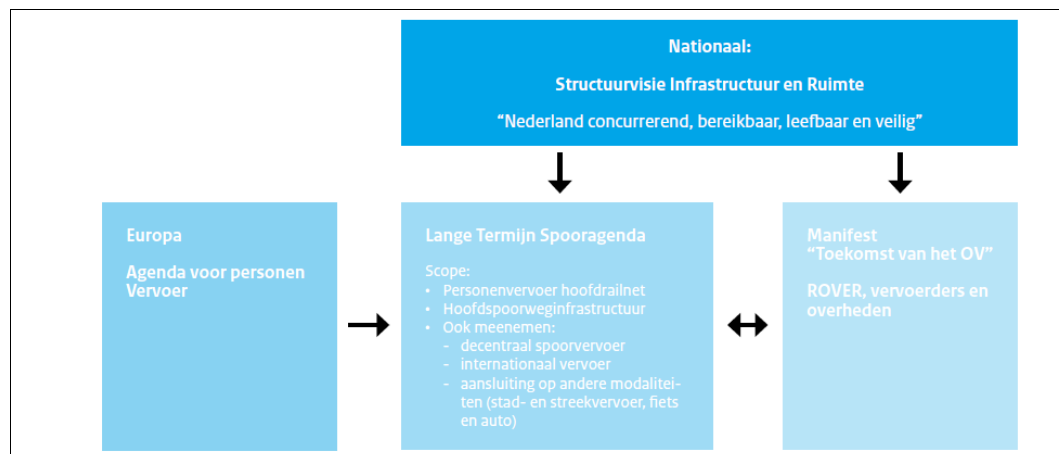 Nationaal:
Structuurvisie Infrastructuur en Ruimte
“Nederland concurrerend, bereikbaar, leefbaar en veilig”
Europa
Agenda voor personen
Vervoer
Lange Termijn Spooragenda
Scope:
• Personenvervoer hoofdrailnet
• Hoofdspoorweginfrastructuur
• Ook meenemen:
- decentraal spoorvervoer
- internationaal vervoer
- aansluiting op andere modalitei-
ten (stad- en streekvervoer, fiets
en auto)
Manifest
“Toekomst van het OV”
ROVER, vervoerders en
overheden